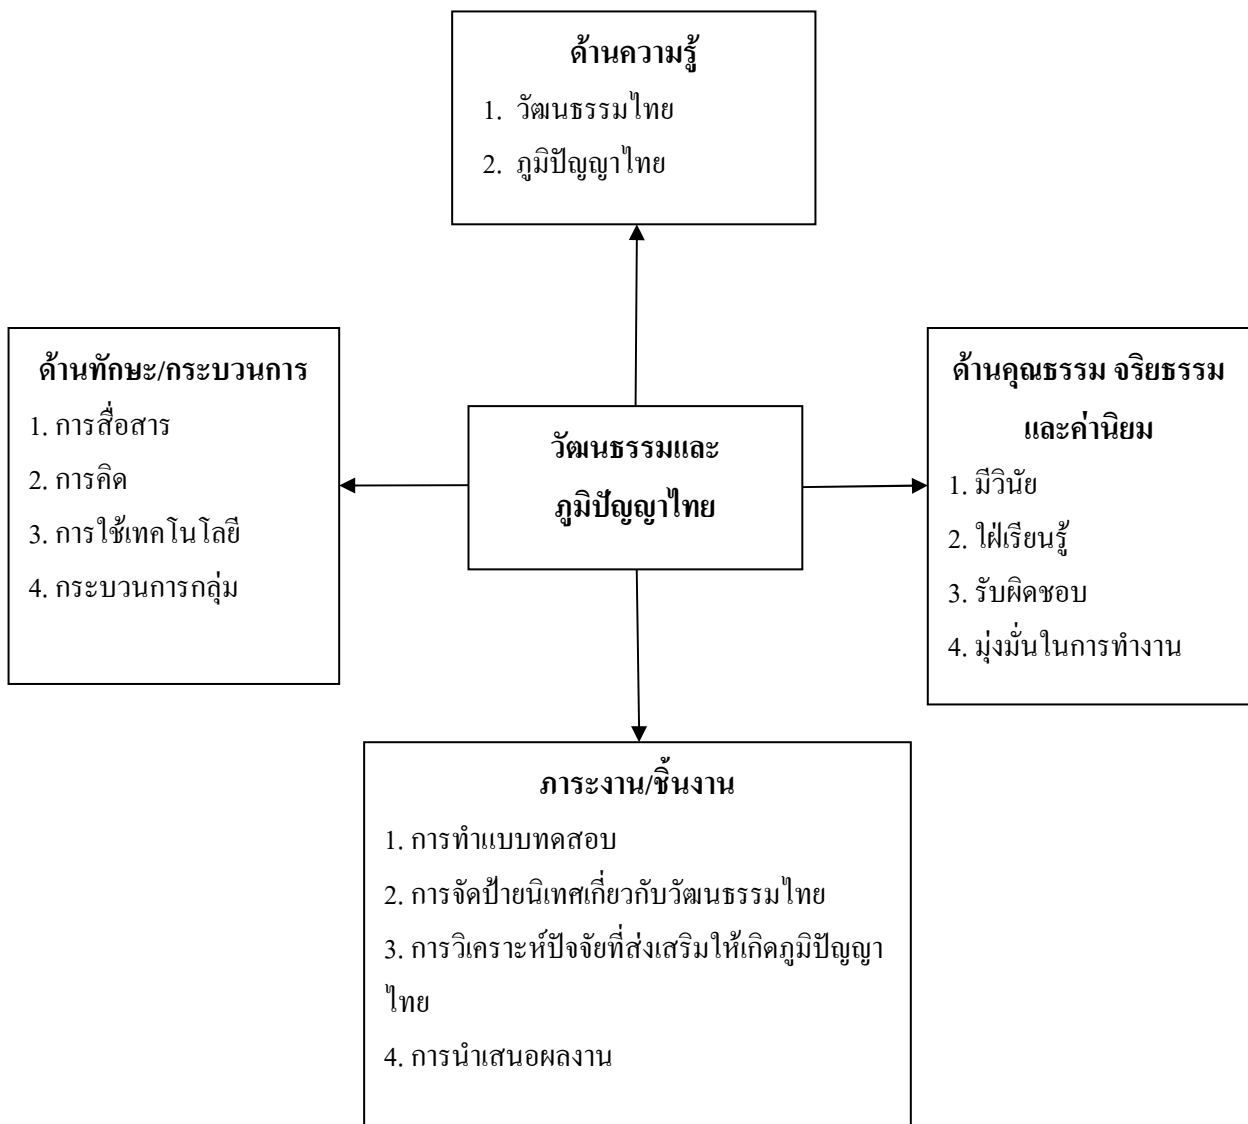 ด้านความรู้
1. วัฒนธรรมไทย
2. ภูมิปัญญาไทย
ด้านทักษะ/กระบวนการ
1. การสื่อสาร
2. การคิด
3. การใช้เทคโนโลยี
4. กระบวนการกลุ่ม
วัฒนธรรมและ
ภูมิปัญญาไทย
ด้านคุณธรรม จริยธรรม
และค่านิยม
1. มีวินัย
2. ใฝ่เรียนรู้
3. รับผิดชอบ
4. มุ่งมั่นในการทำงาน
ภาระงาน/ชิ้นงาน
1. การทำแบบทดสอบ
2. การจัดป้ายนิเทศเกี่ยวกับวัฒนธรรมไทย
3. การวิเคราะห์ปัจจัยที่ส่งเสริมให้เกิดภูมิปัญญา
ไทย
4. การนำเสนอผลงาน